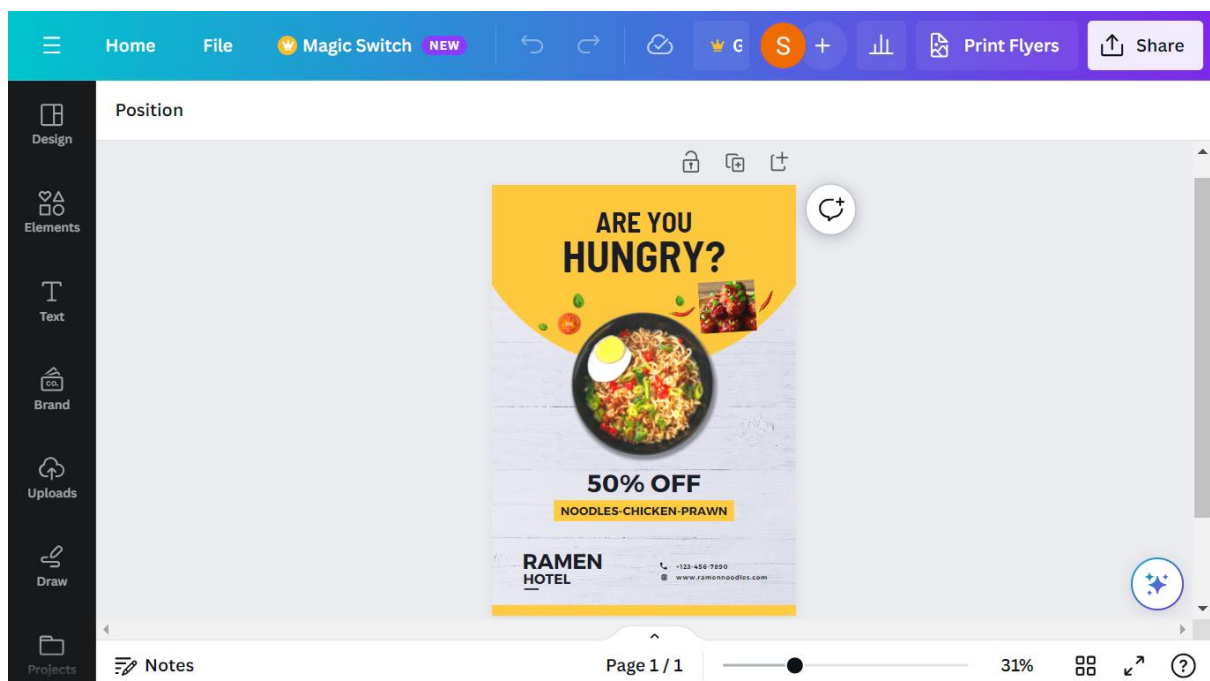 Home File Magic Switch NEW G S + Print Flyers Share
Position
Design
Elements
Text
CO.
Brand
Uploads
Draw
Projects
ARE YOU
HUNGRY?
50% OFF
NOODLES-CHICKEN-PRAWN
RAMEN
HOTEL
+123-456-7890
www.ramennoodles.com
Notes Page 1 / 1 31% ?